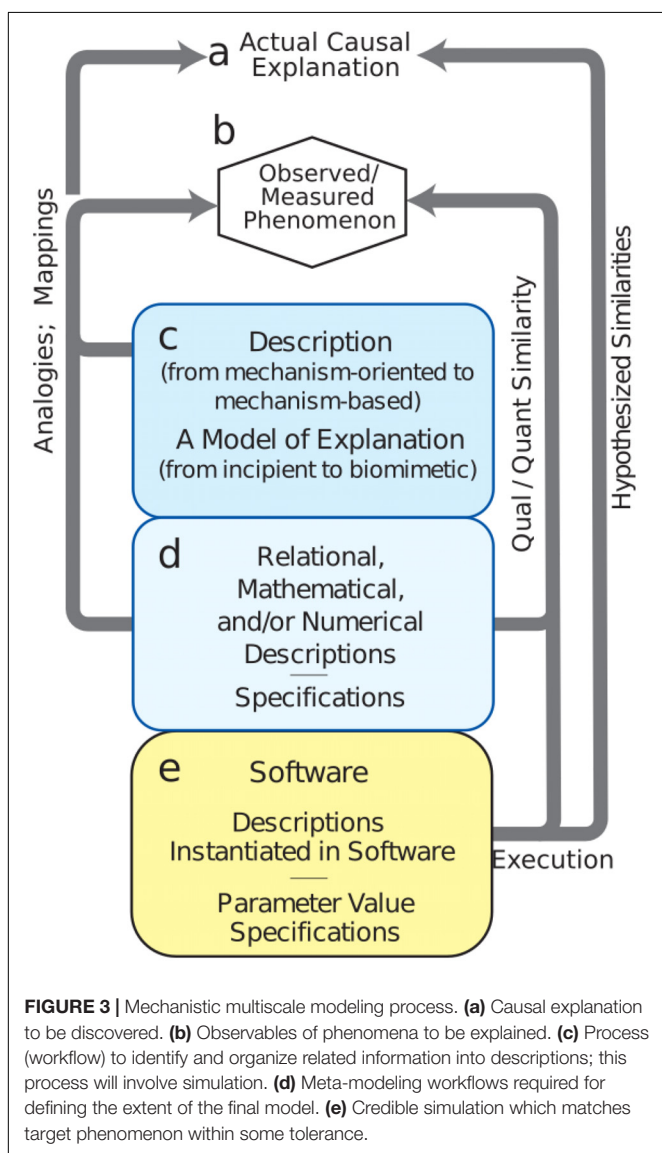 a Actual Causal
Explanation
b
Observed/
Measured
Phenomenon
Analogies; Mappings
Qual / Quant Similarity
Hypothesized Similarities
c Description
(from mechanism-oriented to
mechanism-based)
A Model of Explanation
(from incipient to biomimetic)
d Relational,
Mathematical,
and/or Numerical
Descriptions
Specifications
e Software
Descriptions
Instantiated in Software
Execution
Parameter Value
Specifications
FIGURE 3 | Mechanistic multiscale modeling process. (a) Causal explanation
to be discovered. (b) Observables of phenomena to be explained. (c) Process
(workflow) to identify and organize related information into descriptions; this
process will involve simulation. (d) Meta-modeling workflows required for
defining the extent of the final model. (e) Credible simulation which matches
target phenomenon within some tolerance.